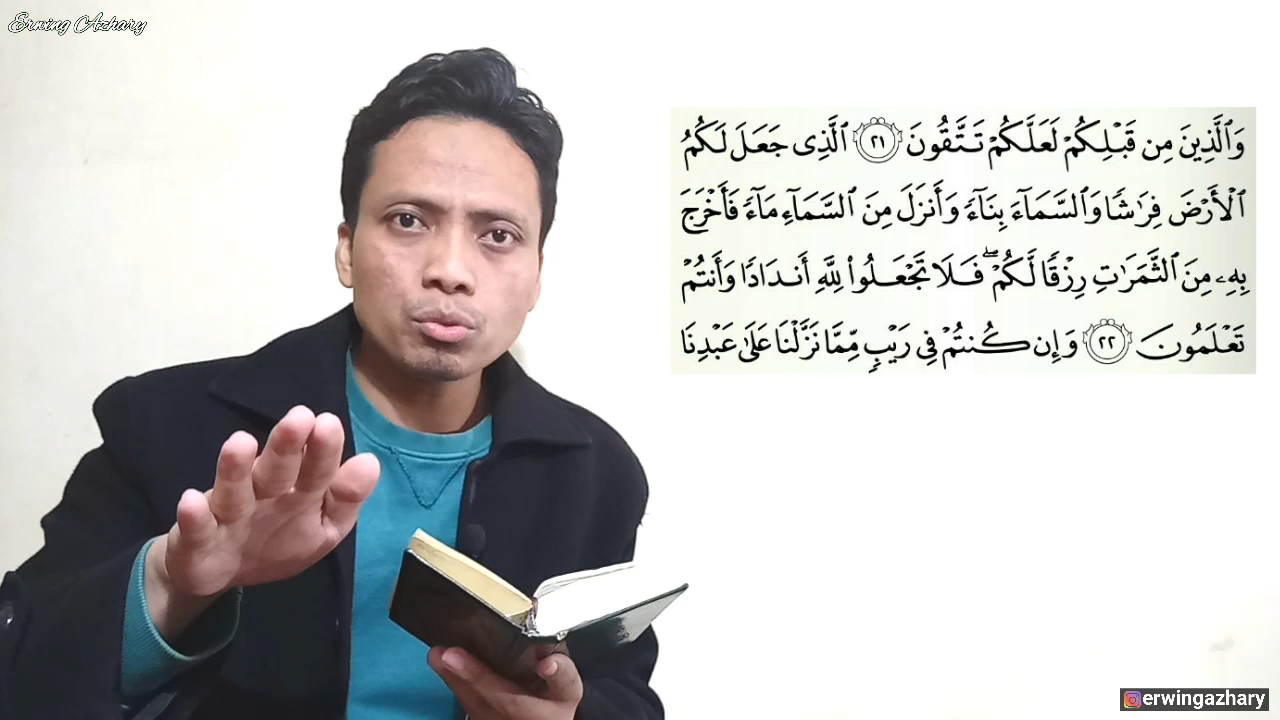 Erwing Azhary
وَٱلَّذِينَ مِن قَبْلِكُمْ لَعَلَّكُمْ تَتَّقُونَ ٢١ ٱلَّذِى جَعَلَ لَكُمُ
ٱلْأَرْضَ فِرَٰشًا وَٱلسَّمَآءَ بِنَآءً وَأَنزَلَ مِنَ ٱلسَّمَآءِ مَآءً فَأَخْرَجَ
بِهِۦ مِنَ ٱلثَّمَرَٰتِ رِزْقًا لَّكُمْ ۖ فَلَا تَجْعَلُوا۟ لِلَّهِ أَندَادًا وَأَنتُمْ
تَعْلَمُونَ ٢٢ وَإِن كُنتُمْ فِى رَيْبٍ مِّمَّا نَزَّلْنَا عَلَىٰ عَبْدِنَا
erwingazhary